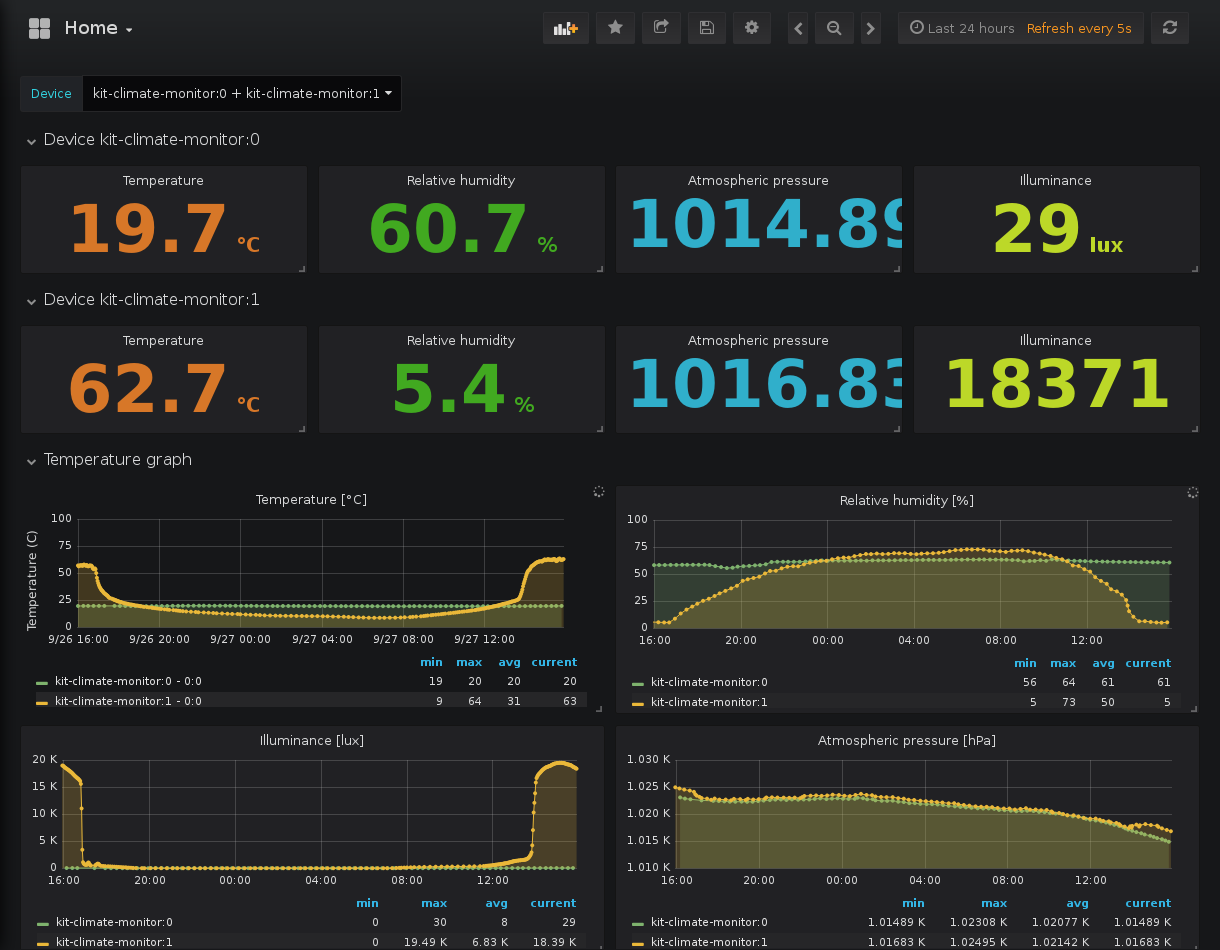 Home
Last 24 hours Refresh every 5s
Device kit-climate-monitor:0 + kit-climate-monitor:1
Device kit-climate-monitor:0
Temperature
19.7 °C
Relative humidity
60.7 %
Atmospheric pressure
1014.89
Illuminance
29 lux
Device kit-climate-monitor:1
Temperature
62.7 °C
Relative humidity
5.4 %
Atmospheric pressure
1016.83
Illuminance
18371
Temperature graph
Temperature [°C]
Temperature (C)
100
75
50
25
0
9/26 16:00 9/26 20:00 9/27 00:00 9/27 04:00 9/27 08:00 9/27 12:00
min max avg current
kit-climate-monitor:0 - 0:0 19 20 20 20
kit-climate-monitor:1 - 0:0 9 64 31 63
Relative humidity [%]
100
75
50
25
0
16:00 20:00 00:00 04:00 08:00 12:00
min max avg current
kit-climate-monitor:0 56 64 61 61
kit-climate-monitor:1 5 73 50 5
Illuminance [lux]
20 K
15 K
10 K
5 K
0
16:00 20:00 00:00 04:00 08:00 12:00
min max avg current
kit-climate-monitor:0 0 30 8 29
kit-climate-monitor:1 0 19.49 K 6.83 K 18.39 K
Atmospheric pressure [hPa]
1.030 K
1.025 K
1.020 K
1.015 K
1.010 K
16:00 20:00 00:00 04:00 08:00 12:00
min max avg current
kit-climate-monitor:0 1.01489 K 1.02308 K 1.02077 K 1.01489 K
kit-climate-monitor:1 1.01683 K 1.02495 K 1.02142 K 1.01683 K